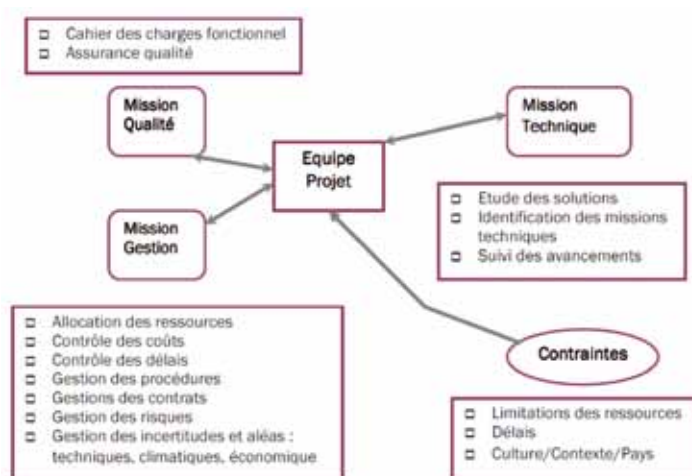 Cahier des charges fonctionnel
Assurance qualité
Mission
Qualité
Mission
Technique
Equipe
Projet
Mission
Gestion
Etude des solutions
Identification des missions
techniques
Suivi des avancements
Allocation des ressources
Contrôle des coûts
Contrôle des délais
Gestion des procédures
Gestions des contrats
Gestion des risques
Gestion des incertitudes et aléas :
techniques, climatiques, économique
Contraintes
Limitations des ressources
Délais
Culture/Contexte/Pays